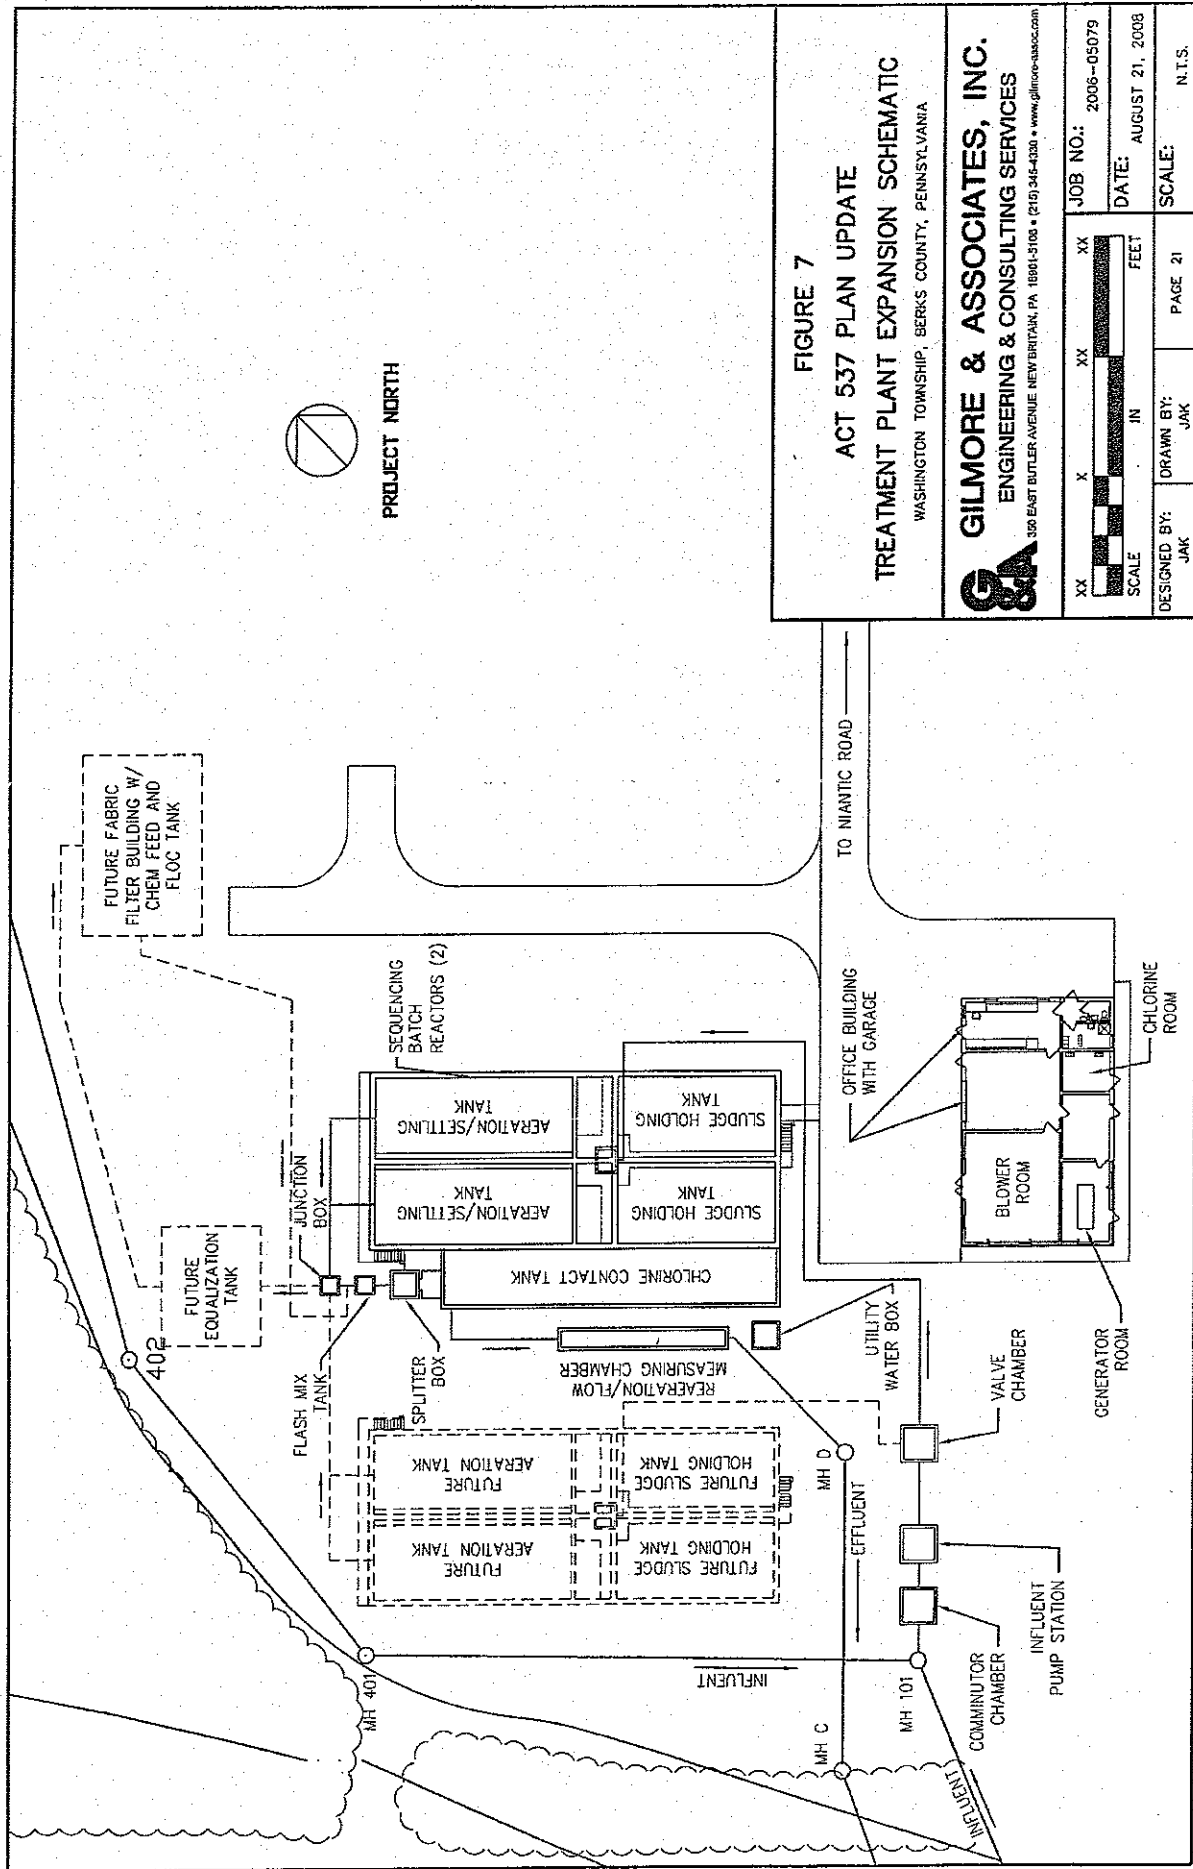 FUTURE FABRIC
FILTER BUILDING W/
CHEM FEED AND
FLOC TANK
PROJECT NORTH
402
FUTURE
EQUALIZATION
TANK
JUNCTION
BOX
SEQUENCING
BATCH
REACTORS (2)
FLASH MIX
TANK
SPLITTER
BOX
AERATION/SETTLING
TANK
AERATION/SETTLING
TANK
SLUDGE HOLDING
TANK
SLUDGE HOLDING
TANK
CHLORINE CONTACT TANK
REAERATION/FLOW
MEASURING CHAMBER
UTILITY
WATER BOX
FUTURE
AERATION TANK
FUTURE
AERATION TANK
FUTURE SLUDGE
HOLDING TANK
FUTURE SLUDGE
HOLDING TANK
MH 401
INFLUENT
MH D
EFFLUENT
MH C
MH 101
INFLUENT
COMMINUTOR
CHAMBER
INFLUENT
PUMP STATION
VALVE
CHAMBER
TO NIANTIC ROAD
OFFICE BUILDING
WITH GARAGE
BLOWER
ROOM
GENERATOR
ROOM
CHLORINE
ROOM
FIGURE 7
ACT 537 PLAN UPDATE
TREATMENT PLANT EXPANSION SCHEMATIC
WASHINGTON TOWNSHIP, BERKS COUNTY, PENNSYLVANIA
G&A
GILMORE & ASSOCIATES, INC.
ENGINEERING & CONSULTING SERVICES
350 EAST BUTLER AVENUE NEW BRITAIN, PA 18901-5106 • (215) 345-4330 • www.gilmore-assoc.com
XX X XX XX
SCALE IN FEET
JOB NO.: 2006-05079
DATE: AUGUST 21, 2008
SCALE: N.T.S.
DESIGNED BY: JAK
DRAWN BY: JAK
PAGE 21